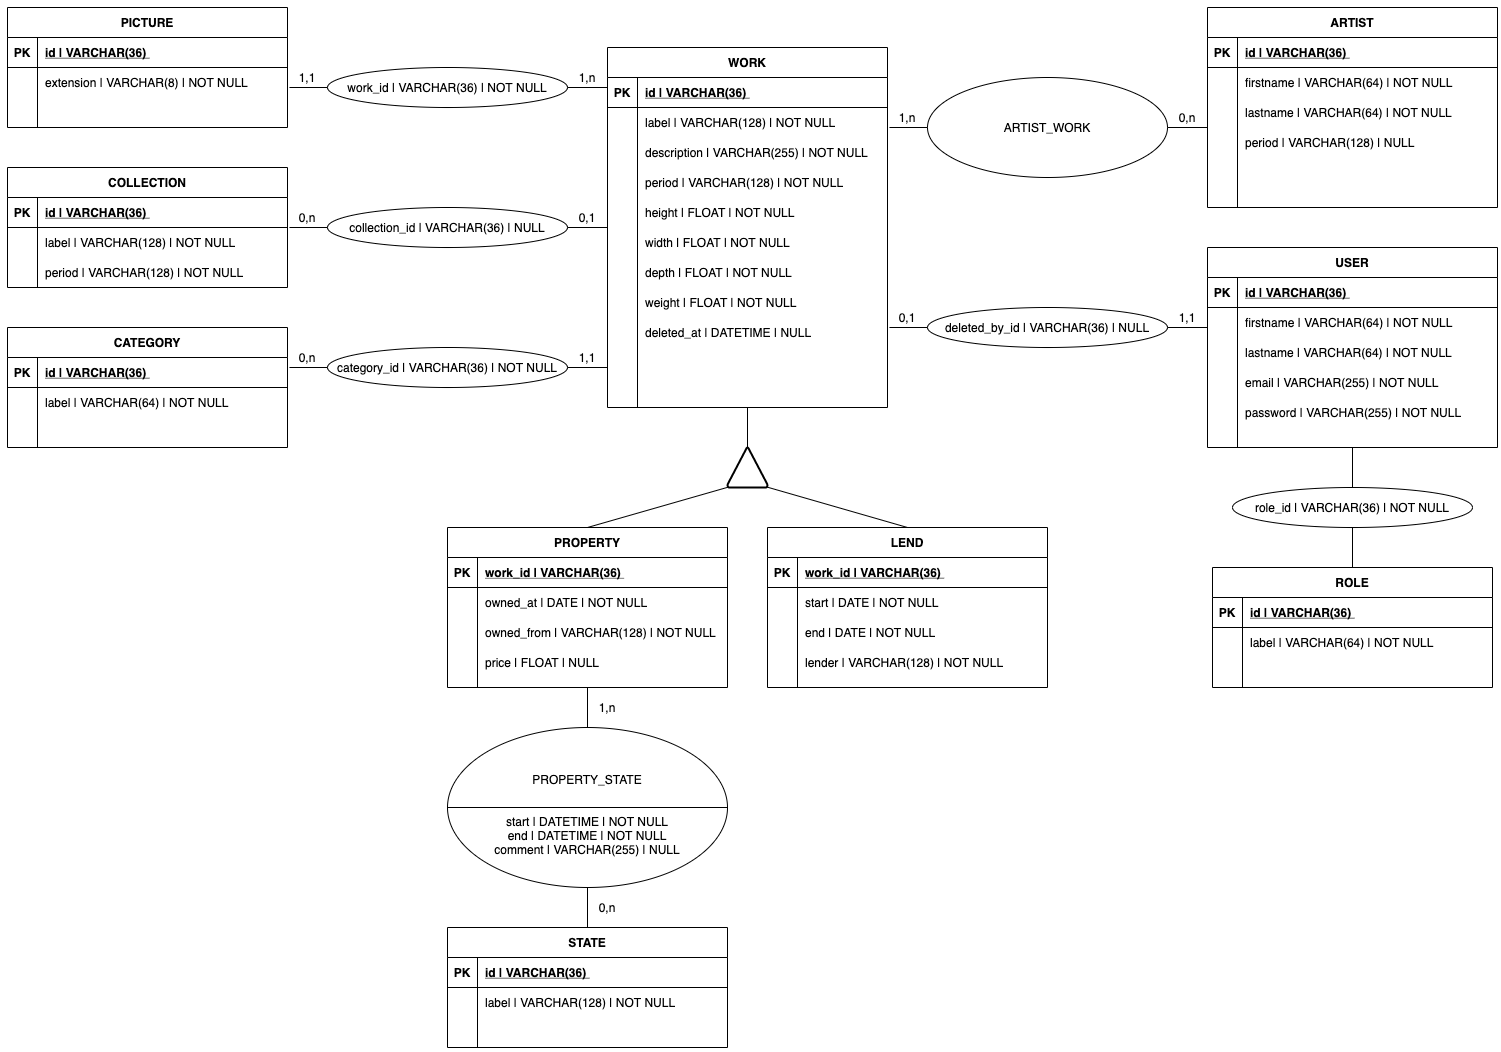 PICTURE
PK id | VARCHAR(36)
extension | VARCHAR(8) | NOT NULL
1,1
work_id | VARCHAR(36) | NOT NULL
1,n
COLLECTION
PK id | VARCHAR(36)
label | VARCHAR(128) | NOT NULL
period | VARCHAR(128) | NOT NULL
0,n
collection_id | VARCHAR(36) | NULL
0,1
CATEGORY
PK id | VARCHAR(36)
label | VARCHAR(64) | NOT NULL
0,n
category_id | VARCHAR(36) | NOT NULL
1,1
WORK
PK id | VARCHAR(36)
label | VARCHAR(128) | NOT NULL
description | VARCHAR(255) | NOT NULL
period | VARCHAR(128) | NOT NULL
height | FLOAT | NOT NULL
width | FLOAT | NOT NULL
depth | FLOAT | NOT NULL
weight | FLOAT | NOT NULL
deleted_at | DATETIME | NULL
1,n
ARTIST_WORK
0,n
ARTIST
PK id | VARCHAR(36)
firstname | VARCHAR(64) | NOT NULL
lastname | VARCHAR(64) | NOT NULL
period | VARCHAR(128) | NULL
0,1
deleted_by_id | VARCHAR(36) | NULL
1,1
USER
PK id | VARCHAR(36)
firstname | VARCHAR(64) | NOT NULL
lastname | VARCHAR(64) | NOT NULL
email | VARCHAR(255) | NOT NULL
password | VARCHAR(255) | NOT NULL
role_id | VARCHAR(36) | NOT NULL
ROLE
PK id | VARCHAR(36)
label | VARCHAR(64) | NOT NULL
PROPERTY
PK work_id | VARCHAR(36)
owned_at | DATE | NOT NULL
owned_from | VARCHAR(128) | NOT NULL
price | FLOAT | NULL
LEND
PK work_id | VARCHAR(36)
start | DATE | NOT NULL
end | DATE | NOT NULL
lender | VARCHAR(128) | NOT NULL
1,n
PROPERTY_STATE
start | DATETIME | NOT NULL
end | DATETIME | NOT NULL
comment | VARCHAR(255) | NULL
0,n
STATE
PK id | VARCHAR(36)
label | VARCHAR(128) | NOT NULL